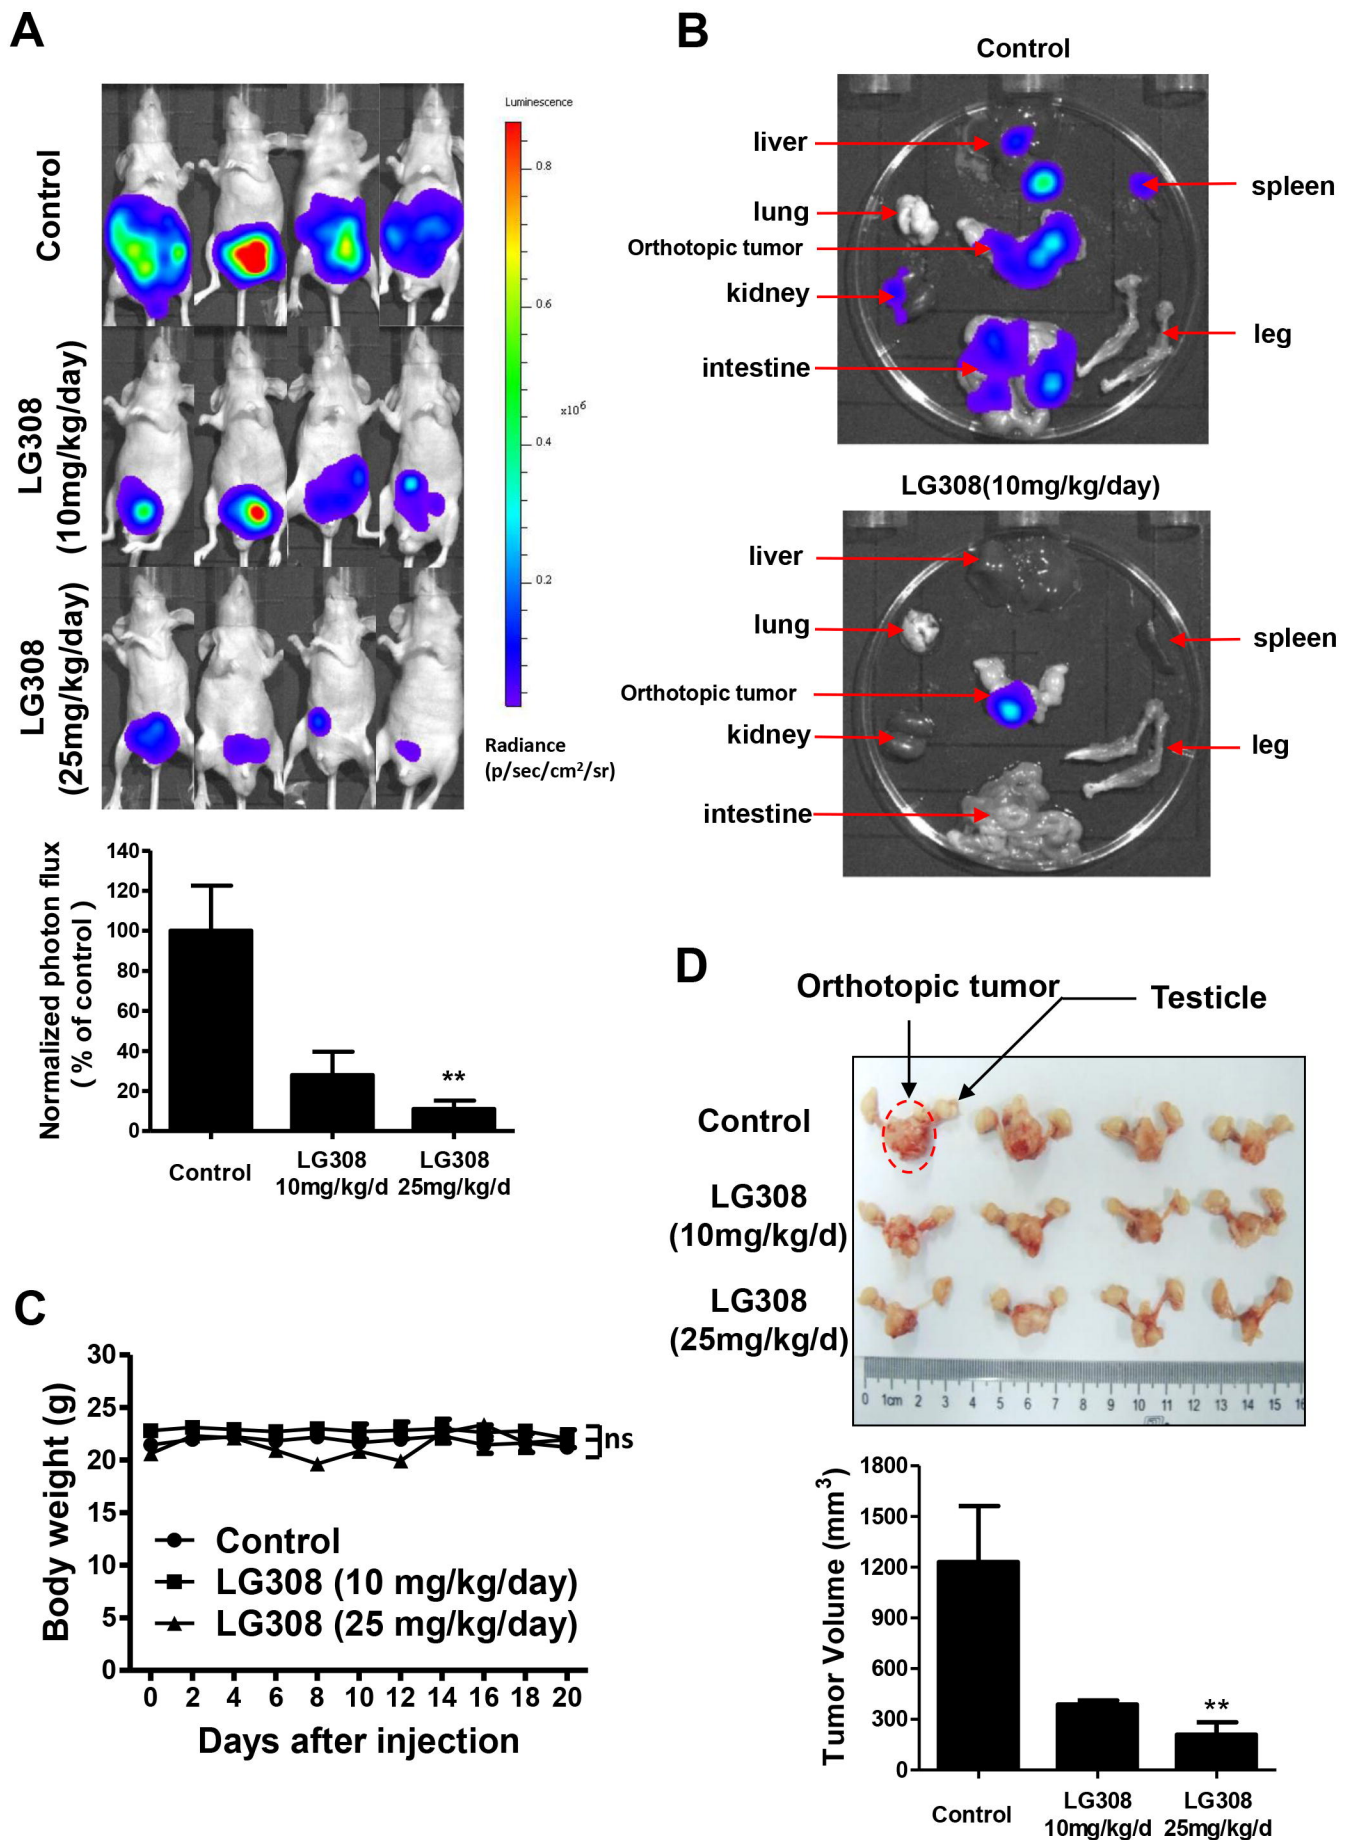 A
Luminescence
0.8
0.6
x10⁶
0.4
0.2
Radiance
(p/sec/cm²/sr)
Control
LG308
(10mg/kg/day)
LG308
(25mg/kg/day)
Normalized photon flux
( % of control )
140
120
100
80
60
40
20
0
**
Control
LG308
10mg/kg/d
LG308
25mg/kg/d
B
Control
liver
spleen
lung
Orthotopic tumor
kidney
leg
intestine
LG308(10mg/kg/day)
liver
lung
spleen
Orthotopic tumor
kidney
leg
intestine
C
Body weight (g)
30
25
20
15
10
5
0
ns
Control
LG308 (10 mg/kg/day)
LG308 (25 mg/kg/day)
0 2 4 6 8 10 12 14 16 18 20
Days after injection
D
Orthotopic tumor
Testicle
Control
LG308
(10mg/kg/d)
LG308
(25mg/kg/d)
0 1cm 2 3 4 5 6 7 8 9 10 11 12 13 14 15 16
Tumor Volume (mm³)
1800
1500
1200
900
600
300
0
**
Control
LG308
10mg/kg/d
LG308
25mg/kg/d